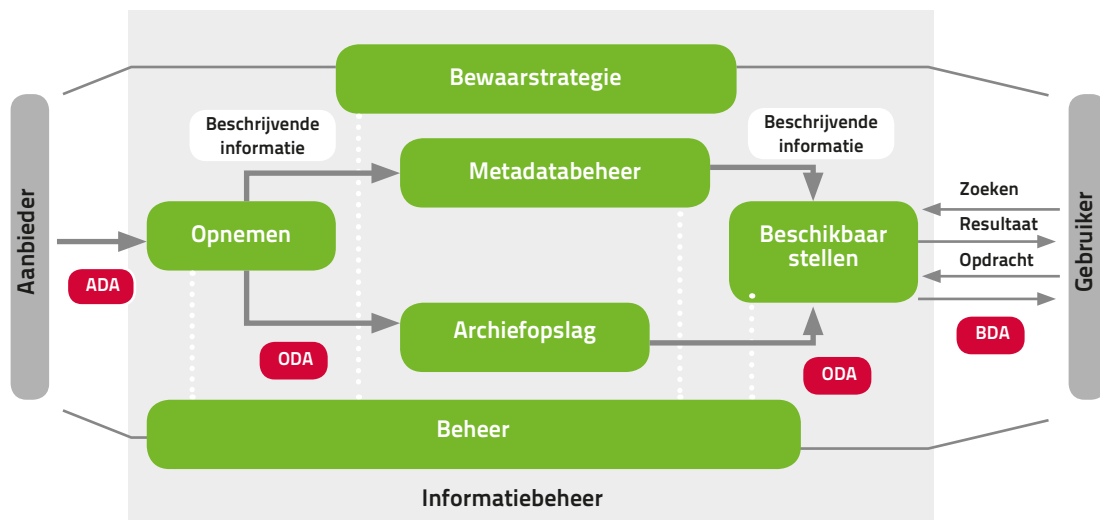 Bewaarstrategie
Beschrijvende
informatie
Beschrijvende
informatie
Metadatabeheer
Aanbieder
Opnemen
Beschikbaar
stellen
Zoeken
Resultaat
Opdracht
Gebruiker
ADA
Archiefopslag
ODA
ODA
BDA
Beheer
Informatiebeheer